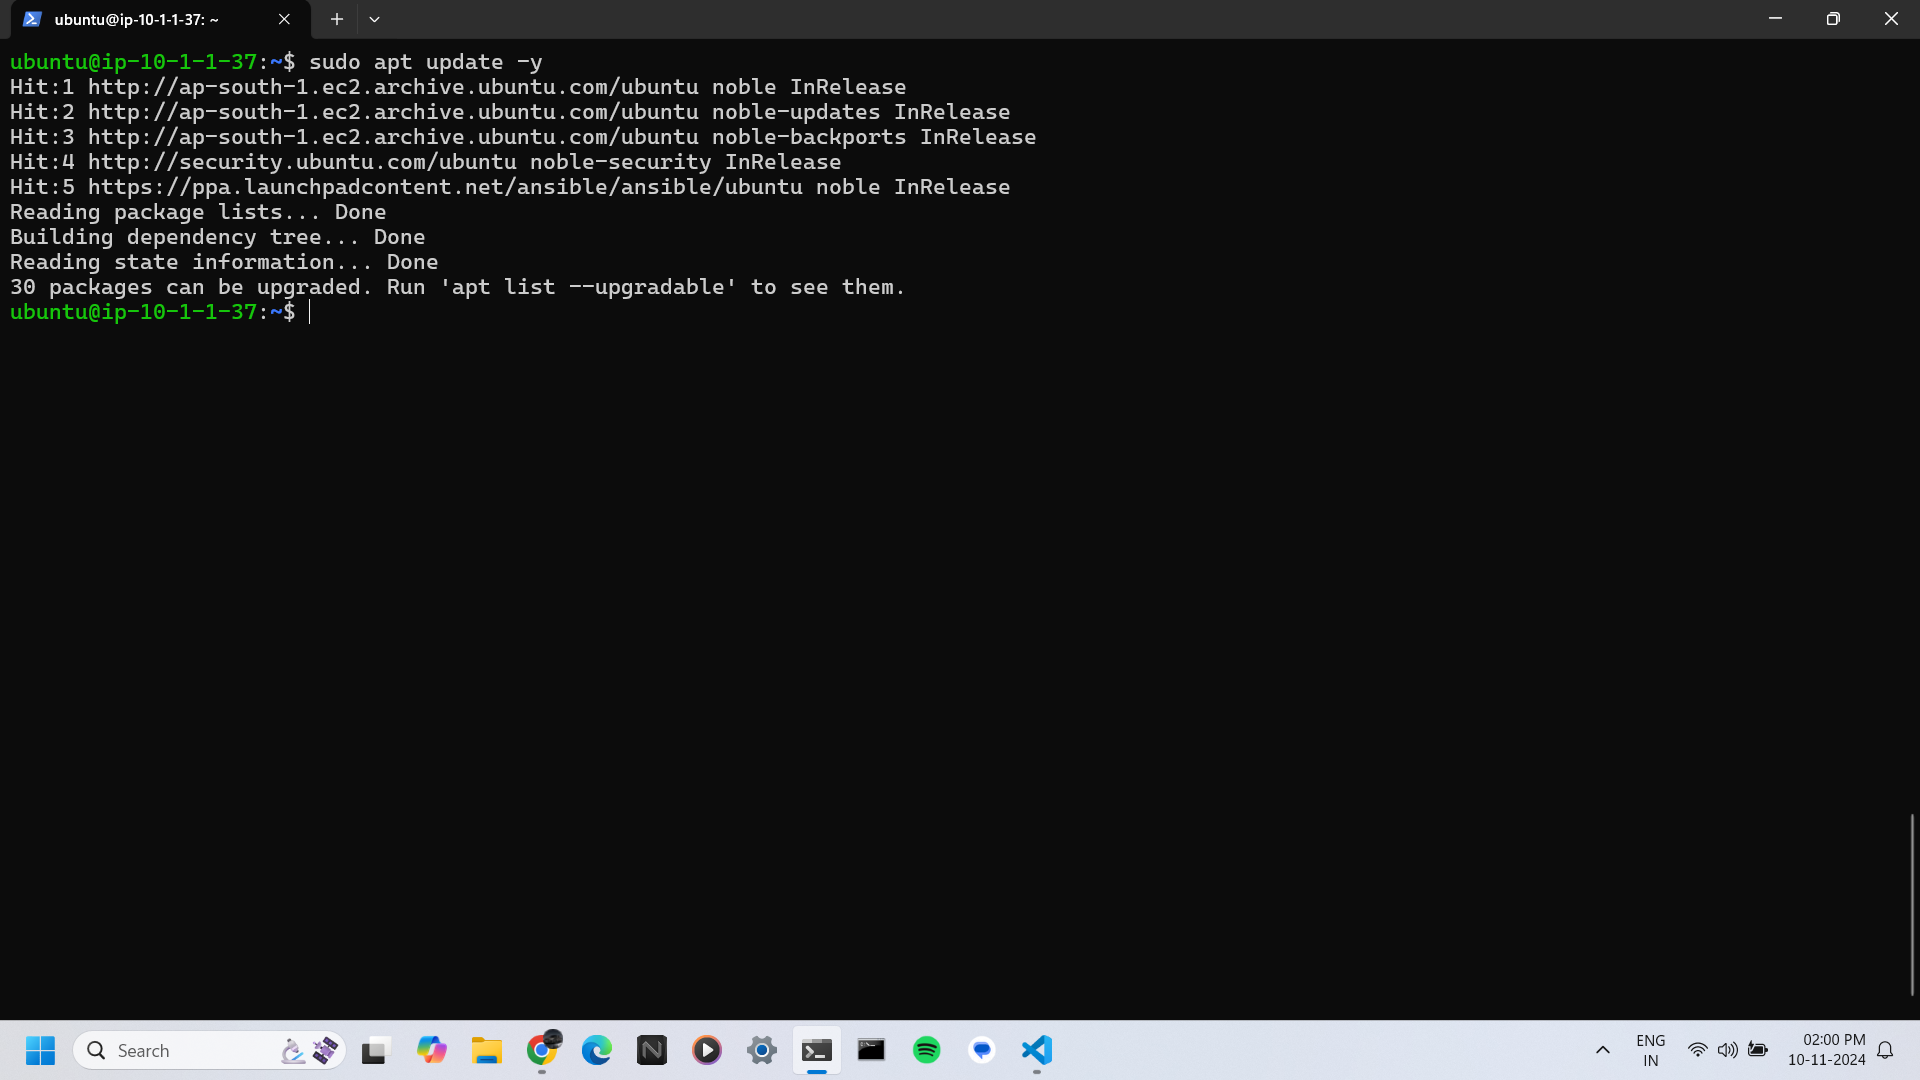 ubuntu@ip-10-1-1-37: ~
ubuntu@ip-10-1-1-37:~$ sudo apt update -y
Hit:1 http://ap-south-1.ec2.archive.ubuntu.com/ubuntu noble InRelease
Hit:2 http://ap-south-1.ec2.archive.ubuntu.com/ubuntu noble-updates InRelease
Hit:3 http://ap-south-1.ec2.archive.ubuntu.com/ubuntu noble-backports InRelease
Hit:4 http://security.ubuntu.com/ubuntu noble-security InRelease
Hit:5 https://ppa.launchpadcontent.net/ansible/ansible/ubuntu noble InRelease
Reading package lists... Done
Building dependency tree... Done
Reading state information... Done
30 packages can be upgraded. Run 'apt list --upgradable' to see them.
ubuntu@ip-10-1-1-37:~$
Search
ENG
IN
02:00 PM
10-11-2024